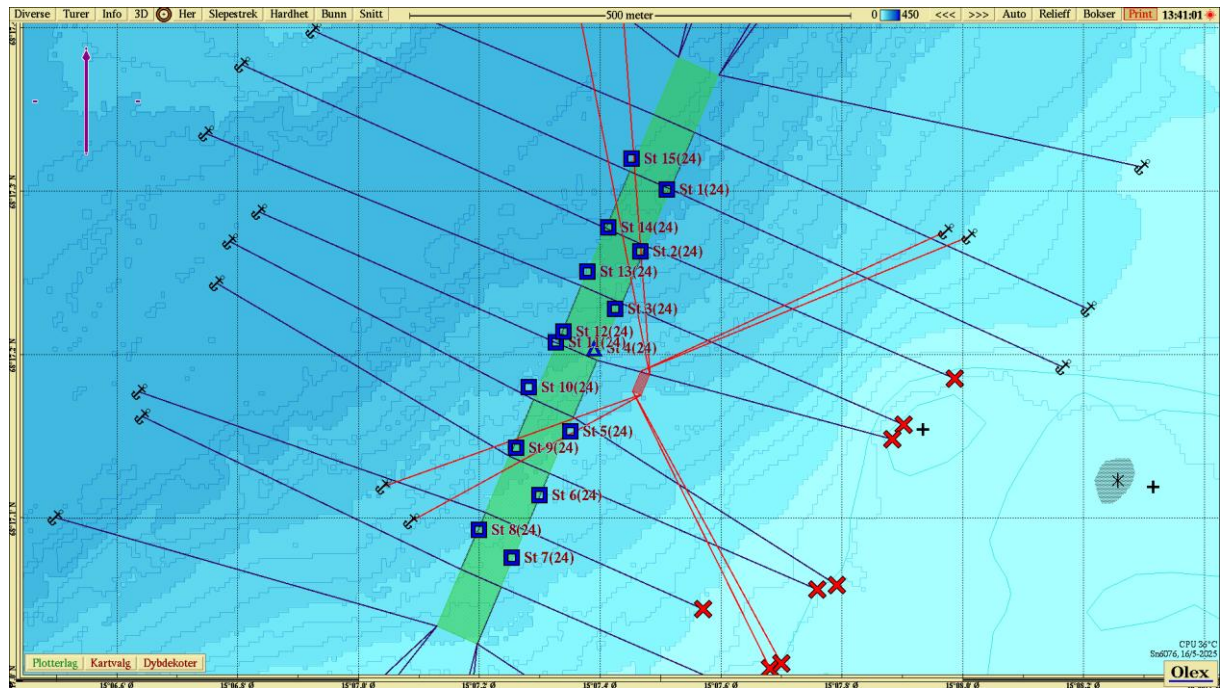 Diverse Turer Info 3D Her Slepestrek Hardhet Bunn Snitt 500 meter 0 450 <<< >>> Auto Relieff Bokser Print 13:41:01
St 15(24)
St 1(24)
St 14(24)
St 2(24)
St 13(24)
St 3(24)
St 12(24)
St 11(24)
St 4(24)
St 10(24)
St 5(24)
St 9(24)
St 6(24)
St 8(24)
St 7(24)
CPU 36°C
Sn6076, 16/5-2025
Plotterlag Kartvalg Dybdekoter
Olex
15°06.6' Ø 15°06.8' Ø 15°07.0' Ø 15°07.2' Ø 15°07.4' Ø 15°07.6' Ø 15°07.8' Ø 15°08.0' Ø 15°08.2' Ø